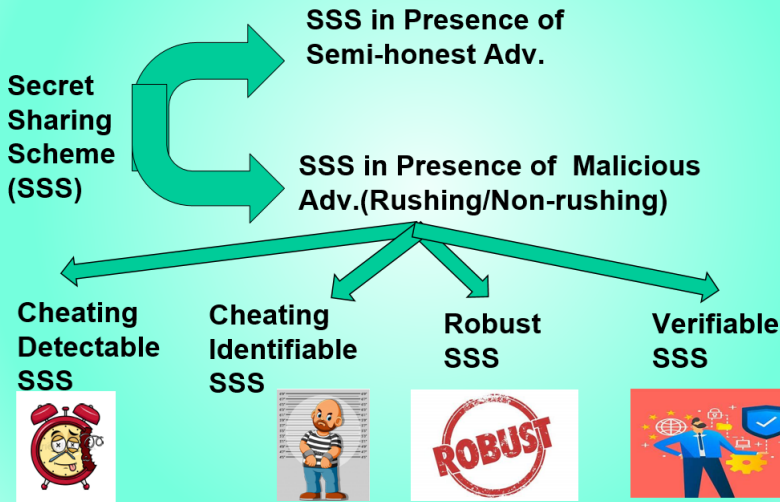 SSS in Presence of
Semi-honest Adv.
Secret
Sharing
Scheme
(SSS)
SSS in Presence of Malicious
Adv.(Rushing/Non-rushing)
Cheating
Detectable
SSS
Cheating
Identifiable
SSS
Robust
SSS
Verifiable
SSS
ROBUST